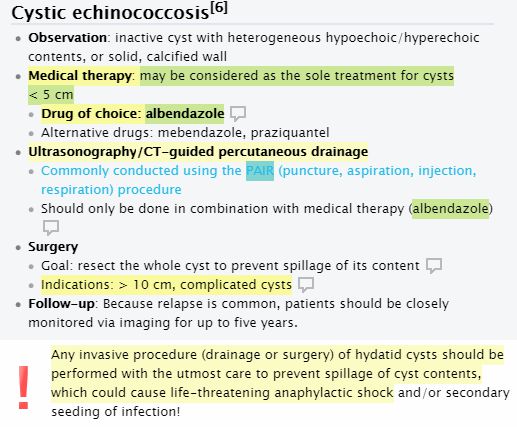 Cystic echinococcosis[6]
• Observation: inactive cyst with heterogeneous hypoechoic/hyperechoic
contents, or solid, calcified wall
• Medical therapy: may be considered as the sole treatment for cysts
< 5 cm
• Drug of choice: albendazole
• Alternative drugs: mebendazole, praziquantel
• Ultrasonography/CT-guided percutaneous drainage
• Commonly conducted using the PAIR (puncture, aspiration, injection,
respiration) procedure
• Should only be done in combination with medical therapy (albendazole)
• Surgery
• Goal: resect the whole cyst to prevent spillage of its content
• Indications: > 10 cm, complicated cysts
• Follow-up: Because relapse is common, patients should be closely
monitored via imaging for up to five years.
Any invasive procedure (drainage or surgery) of hydatid cysts should be
performed with the utmost care to prevent spillage of cyst contents,
which could cause life-threatening anaphylactic shock and/or secondary
seeding of infection!